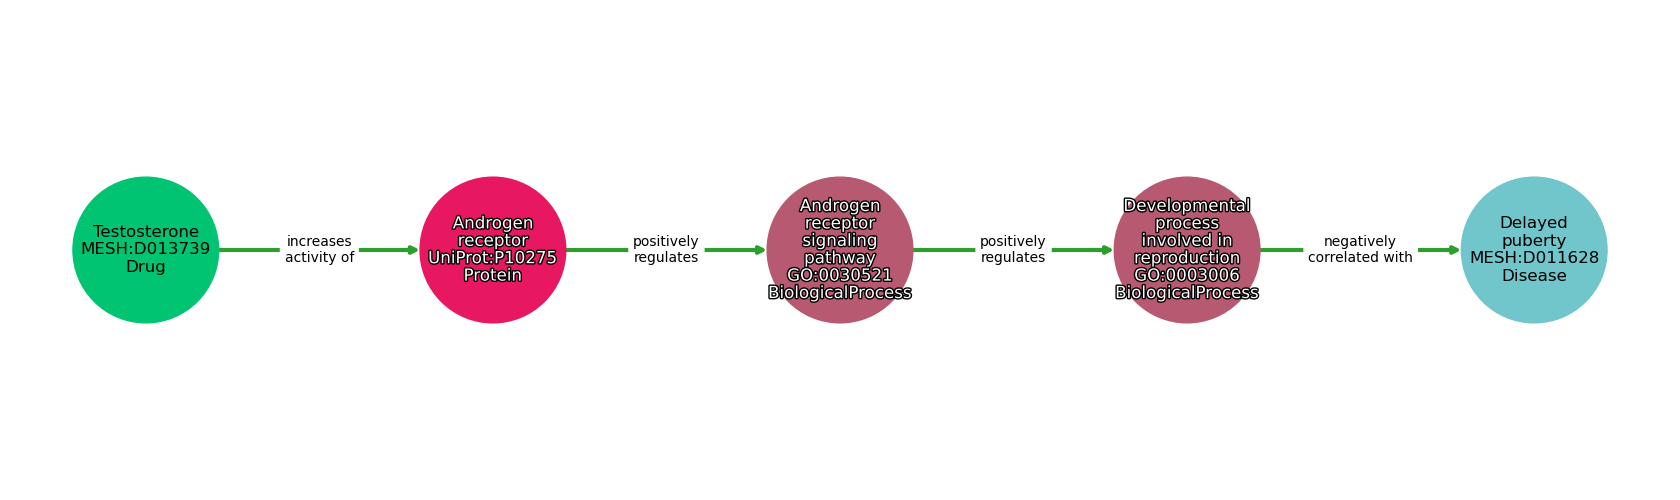 Testosterone
MESH:D013739
Drug
increases
activity of
Androgen
receptor
UniProt:P10275
Protein
positively
regulates
Androgen
receptor
signaling
pathway
GO:0030521
BiologicalProcess
positively
regulates
Developmental
process
involved in
reproduction
GO:0003006
BiologicalProcess
negatively
correlated with
Delayed
puberty
MESH:D011628
Disease